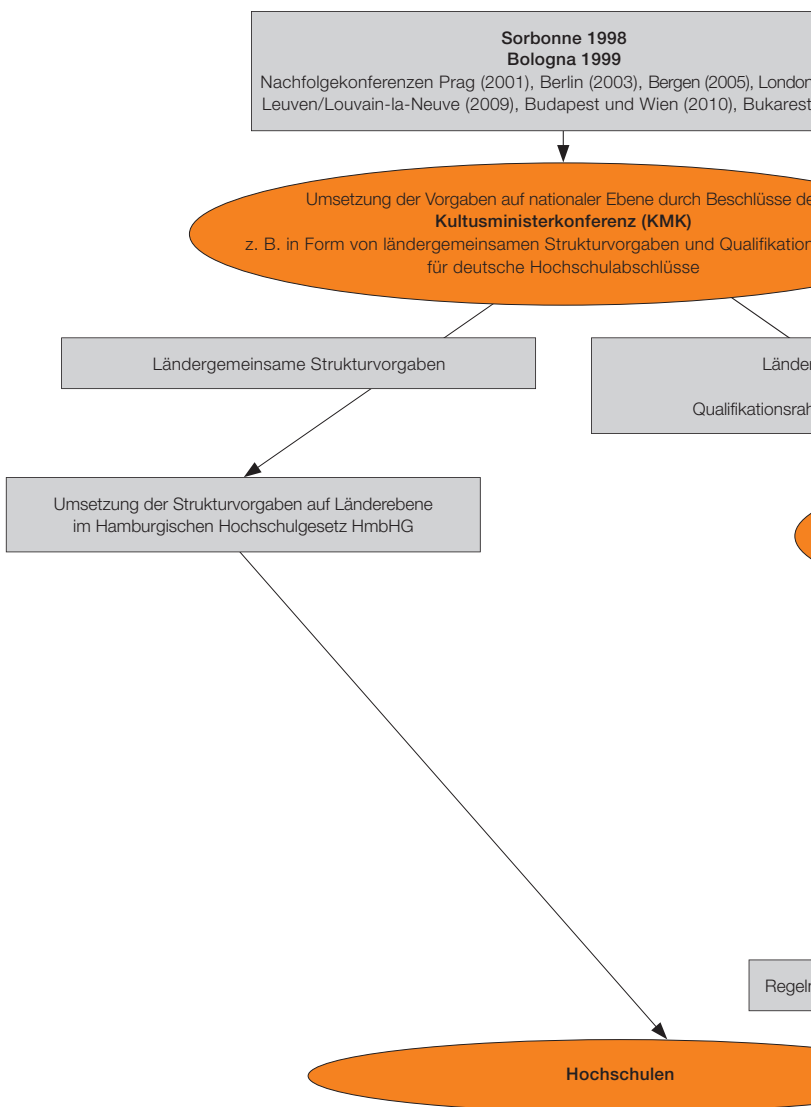 Sorbonne 1998
Bologna 1999
Nachfolgekonferenzen Prag (2001), Berlin (2003), Bergen (2005), London
Leuven/Louvain-la-Neuve (2009), Budapest und Wien (2010), Bukarest
Umsetzung der Vorgaben auf nationaler Ebene durch Beschlüsse de
Kultusministerkonferenz (KMK)
z. B. in Form von ländergemeinsamen Strukturvorgaben und Qualifikation
für deutsche Hochschulabschlüsse
Ländergemeinsame Strukturvorgaben
Länder
Qualifikationsrah
Umsetzung der Strukturvorgaben auf Länderebene
im Hamburgischen Hochschulgesetz HmbHG
Regeln
Hochschulen